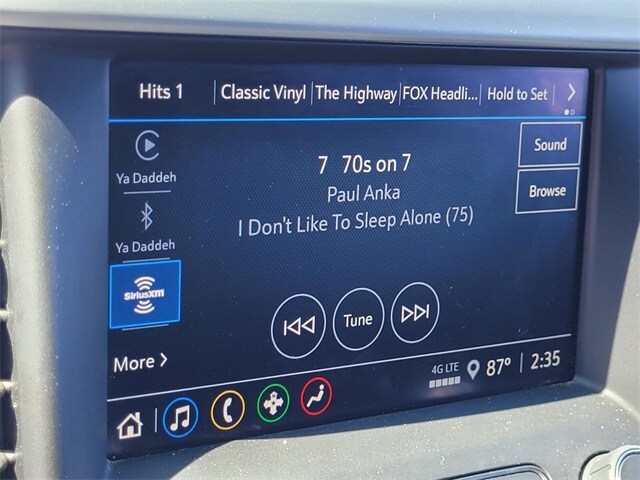 Hits 1 Classic Vinyl The Highway FOX Headli... Hold to Set
Ya Daddeh
7 70s on 7
Sound
Paul Anka
Browse
Ya Daddeh
I Don't Like To Sleep Alone (75)
SiriusXM
Tune
More
4G LTE 87° 2:35